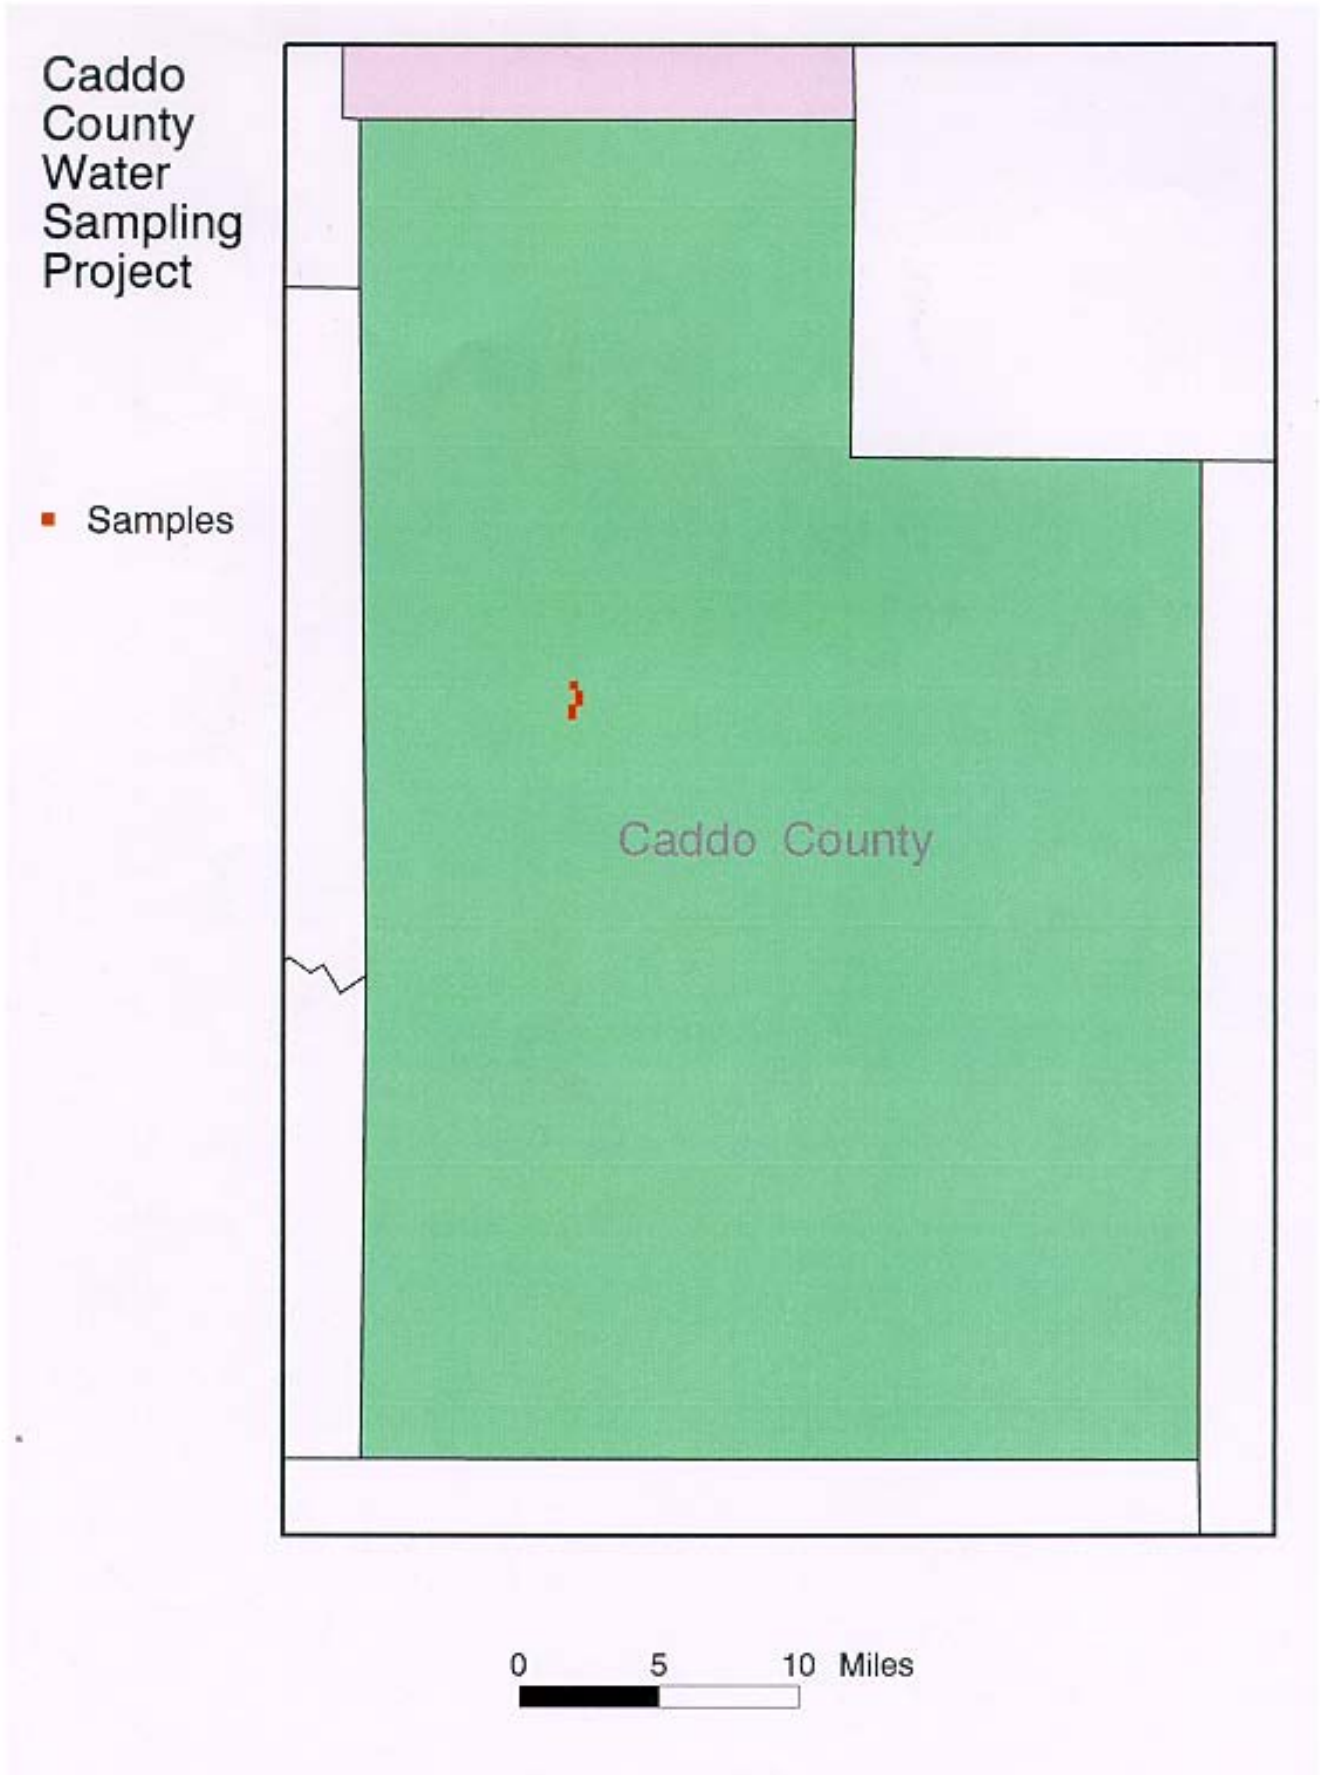 Caddo
County
Water
Sampling
Project
Samples
Caddo County
0 5 10 Miles